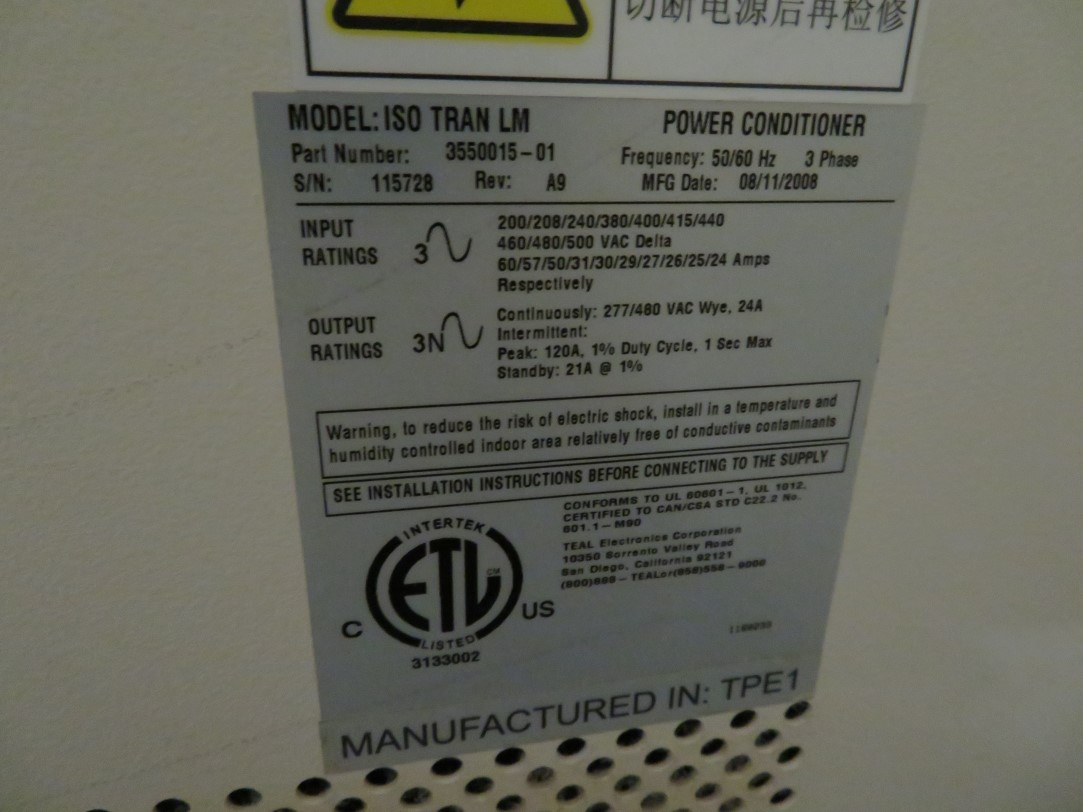 切断电源后再检修
MODEL: ISO TRAN LM
POWER CONDITIONER
Part Number: 3550015-01
Frequency: 50/60 Hz 3 Phase
S/N: 115728 Rev: A9
MFG Date: 08/11/2008
INPUT
RATINGS
3
200/208/240/380/400/415/440
460/480/500 VAC Delta
60/57/50/31/30/29/27/26/25/24 Amps
Respectively
OUTPUT
RATINGS
3N
Continuously: 277/480 VAC Wye, 24A
Intermittent:
Peak: 120A, 1% Duty Cycle, 1 Sec Max
Standby: 21A @ 1%
Warning, to reduce the risk of electric shock, install in a temperature and
humidity controlled indoor area relatively free of conductive contaminants
SEE INSTALLATION INSTRUCTIONS BEFORE CONNECTING TO THE SUPPLY
CONFORMS TO UL 60601-1, UL 1012,
CERTIFIED TO CAN/CSA STD C22.2 No.
601.1-M90
TEAL Electronics Corporation
10350 Sorrento Valley Road
San Diego, California 92121
(800)888-TEALor(858)558-9000
INTERTEK
ETL CM
LISTED
C US
3133002
MANUFACTURED IN: TPE1